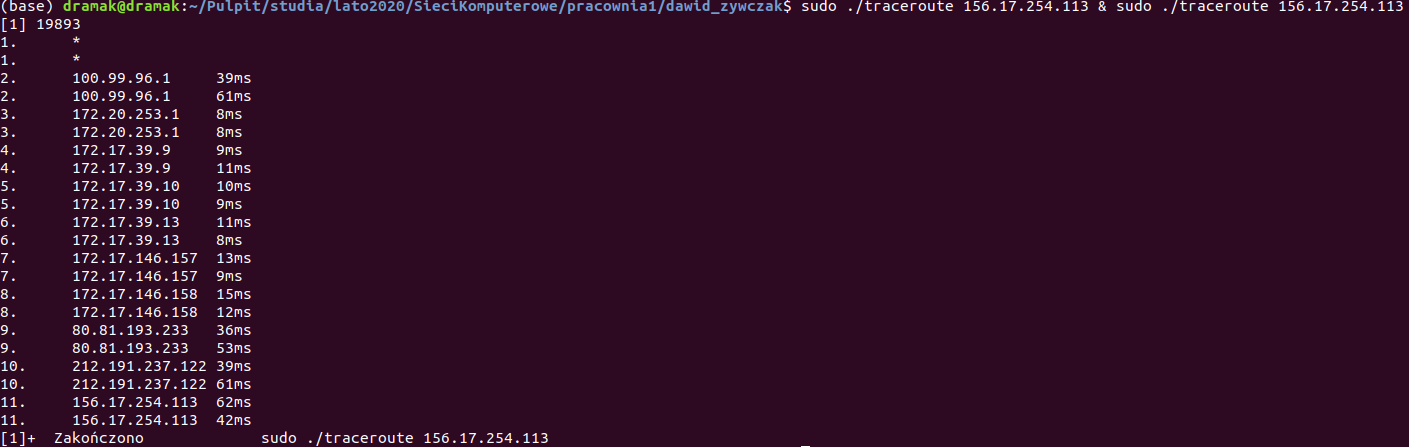 (base) dramak@dramak:~/Pulpit/studia/lato2020/SieciKomputerowe/pracownia1/dawid_zywczak$ sudo ./traceroute 156.17.254.113 & sudo ./traceroute 156.17.254.113
[1] 19893
1. *
1. *
2. 100.99.96.1 39ms
2. 100.99.96.1 61ms
3. 172.20.253.1 8ms
3. 172.20.253.1 8ms
4. 172.17.39.9 9ms
4. 172.17.39.9 11ms
5. 172.17.39.10 10ms
5. 172.17.39.10 9ms
6. 172.17.39.13 11ms
6. 172.17.39.13 8ms
7. 172.17.146.157 13ms
7. 172.17.146.157 9ms
8. 172.17.146.158 15ms
8. 172.17.146.158 12ms
9. 80.81.193.233 36ms
9. 80.81.193.233 53ms
10. 212.191.237.122 39ms
10. 212.191.237.122 61ms
11. 156.17.254.113 62ms
11. 156.17.254.113 42ms
[1]+ Zakończono sudo ./traceroute 156.17.254.113